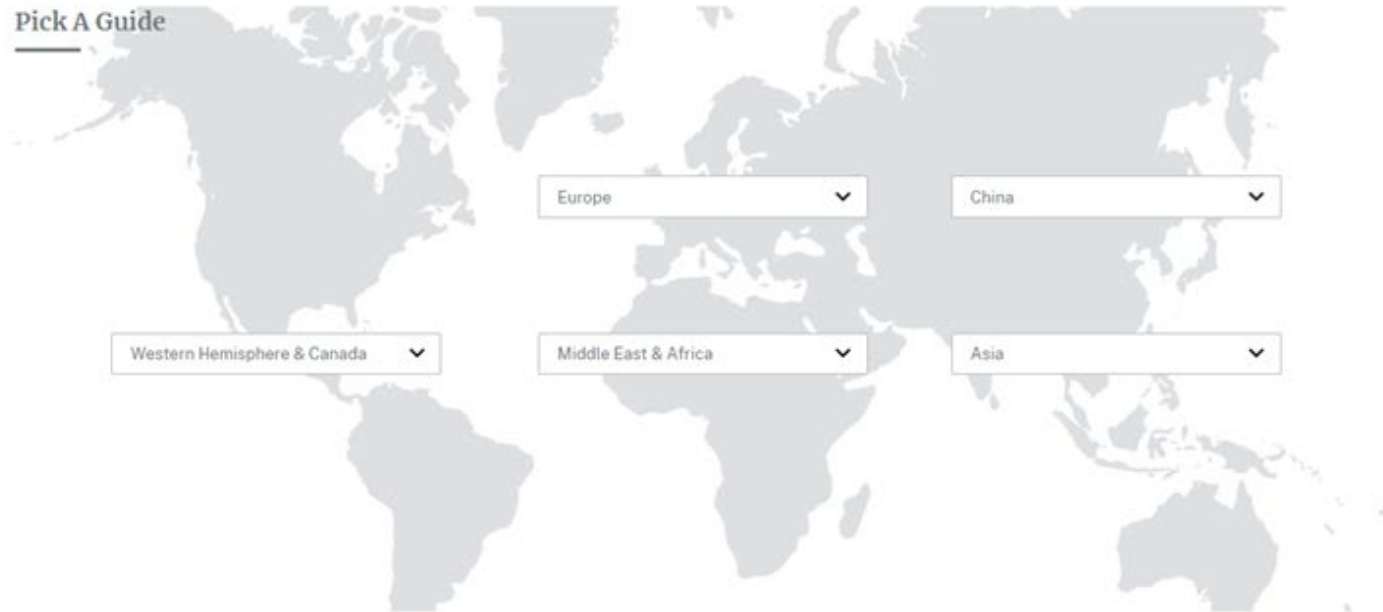 Pick A Guide
Europe
China
Western Hemisphere & Canada
Middle East & Africa
Asia